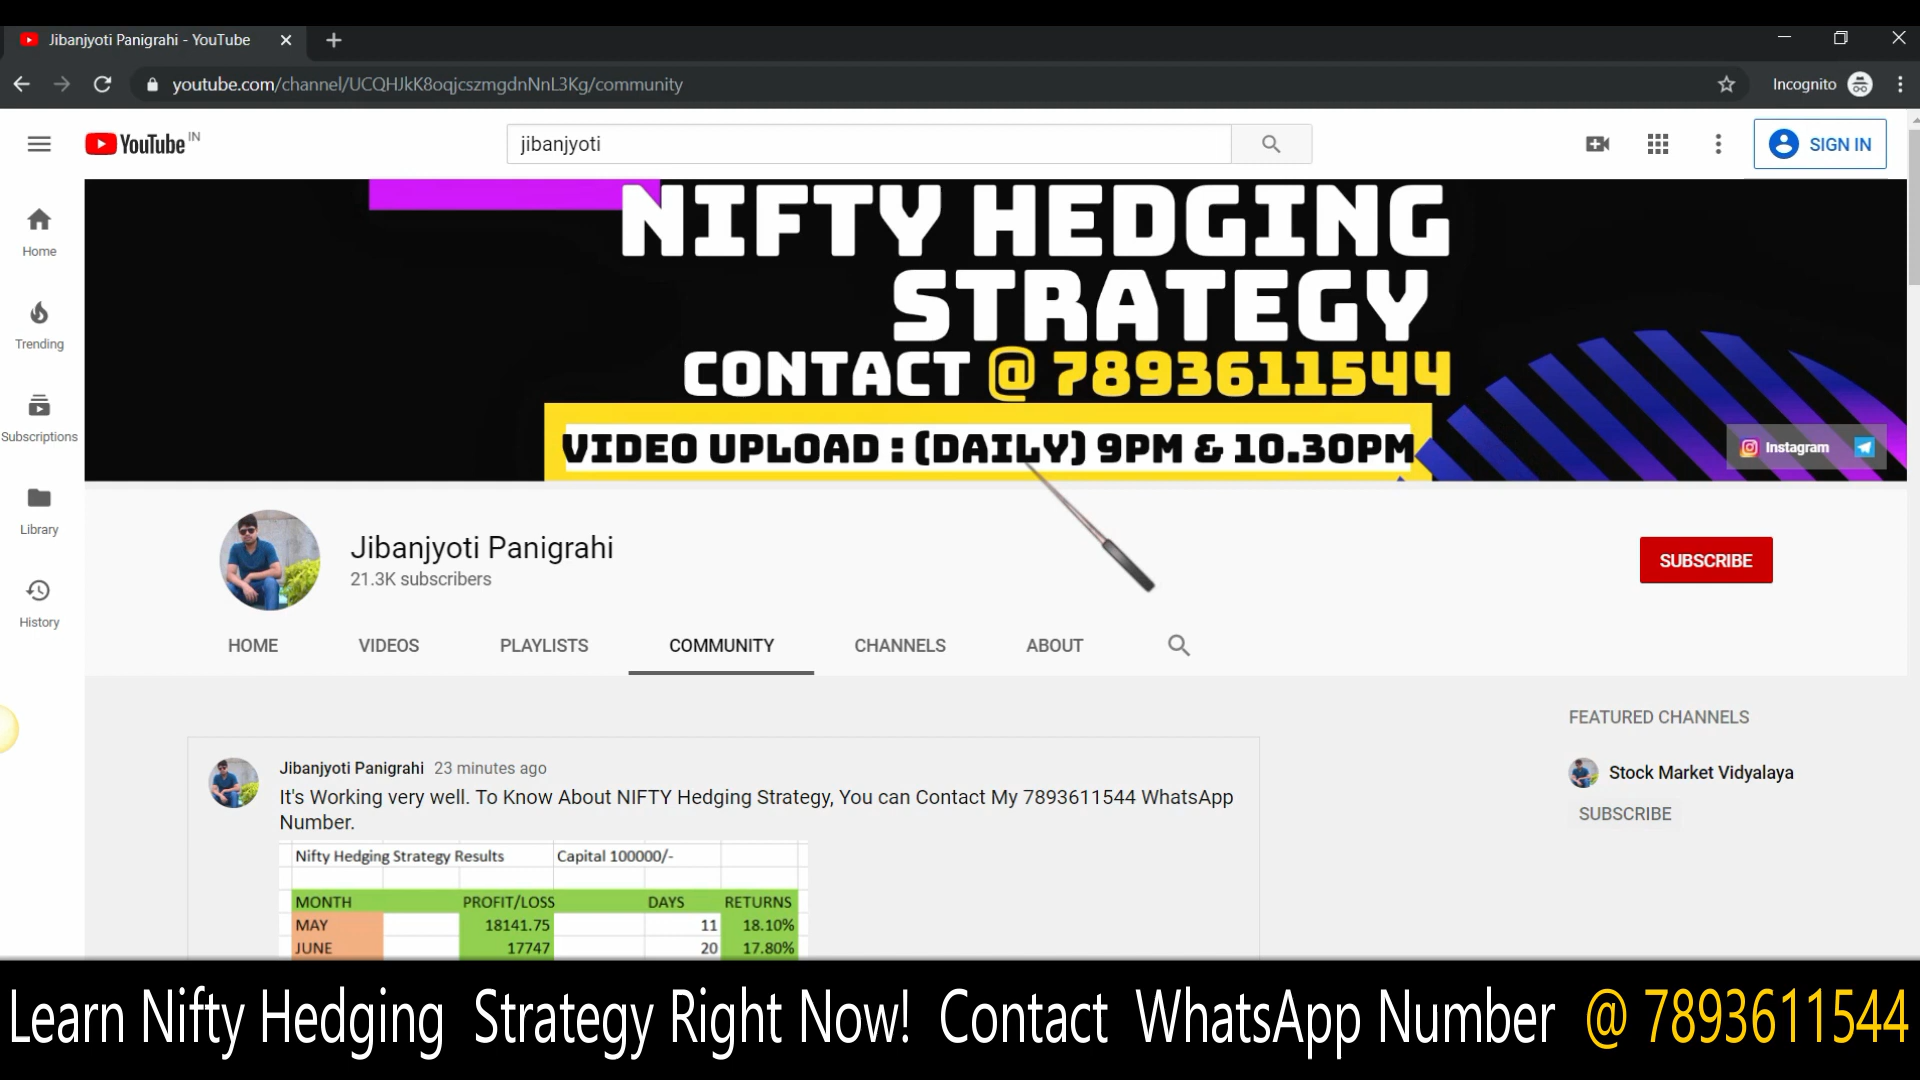 Jibanjyoti Panigrahi - YouTube
youtube.com/channel/UCQHJkK8oqjcszmgdnNnL3Kg/community
Incognito
YouTube IN
jibanjyoti
SIGN IN
Home
Trending
Subscriptions
Library
History
NIFTY HEDGING
STRATEGY
CONTACT @ 7893611544
VIDEO UPLOAD : (DAILY) 9PM & 10.30PM
Instagram
Jibanjyoti Panigrahi
21.3K subscribers
SUBSCRIBE
HOME VIDEOS PLAYLISTS COMMUNITY CHANNELS ABOUT
FEATURED CHANNELS
Stock Market Vidyalaya
SUBSCRIBE
Jibanjyoti Panigrahi 23 minutes ago
It's Working very well. To Know About NIFTY Hedging Strategy, You can Contact My 7893611544 WhatsApp
Number.
Nifty Hedging Strategy Results Capital 100000/-
MONTH PROFIT/LOSS DAYS RETURNS
MAY 18141.75 11 18.10%
JUNE 17747 20 17.80%
Learn Nifty Hedging Strategy Right Now! Contact WhatsApp Number @ 7893611544